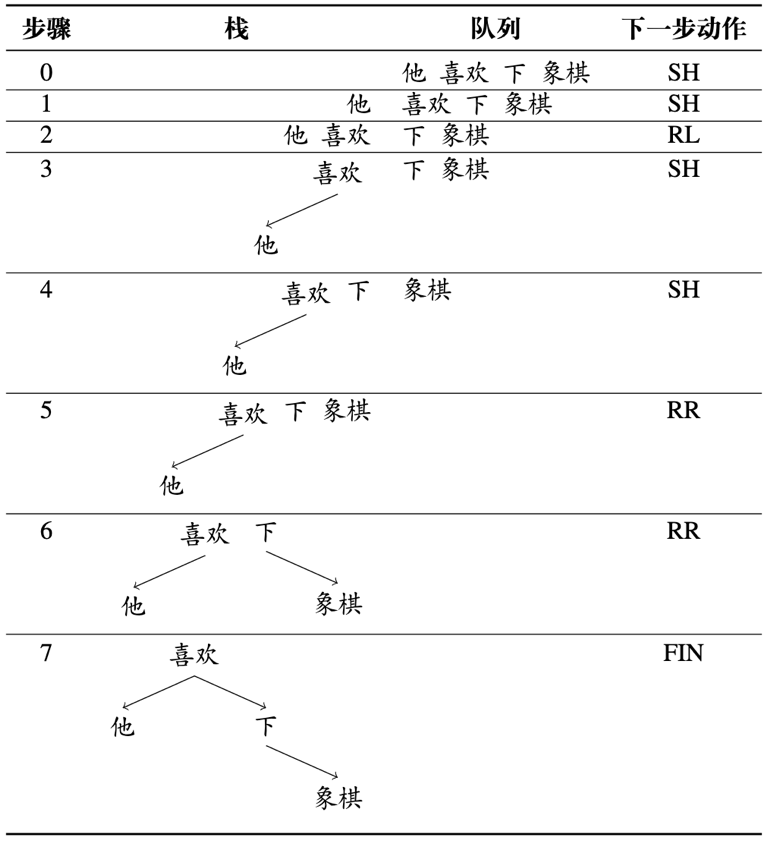 步骤 栈 队列 下一步动作
0 他 喜欢 下 象棋 SH
1 他 喜欢 下 象棋 SH
2 他 喜欢 下 象棋 RL
3 喜欢 下 象棋 SH
他
4 喜欢 下 象棋 SH
他
5 喜欢 下 象棋 RR
他
6 喜欢 下 RR
他 象棋
7 喜欢 FIN
他 下
象棋